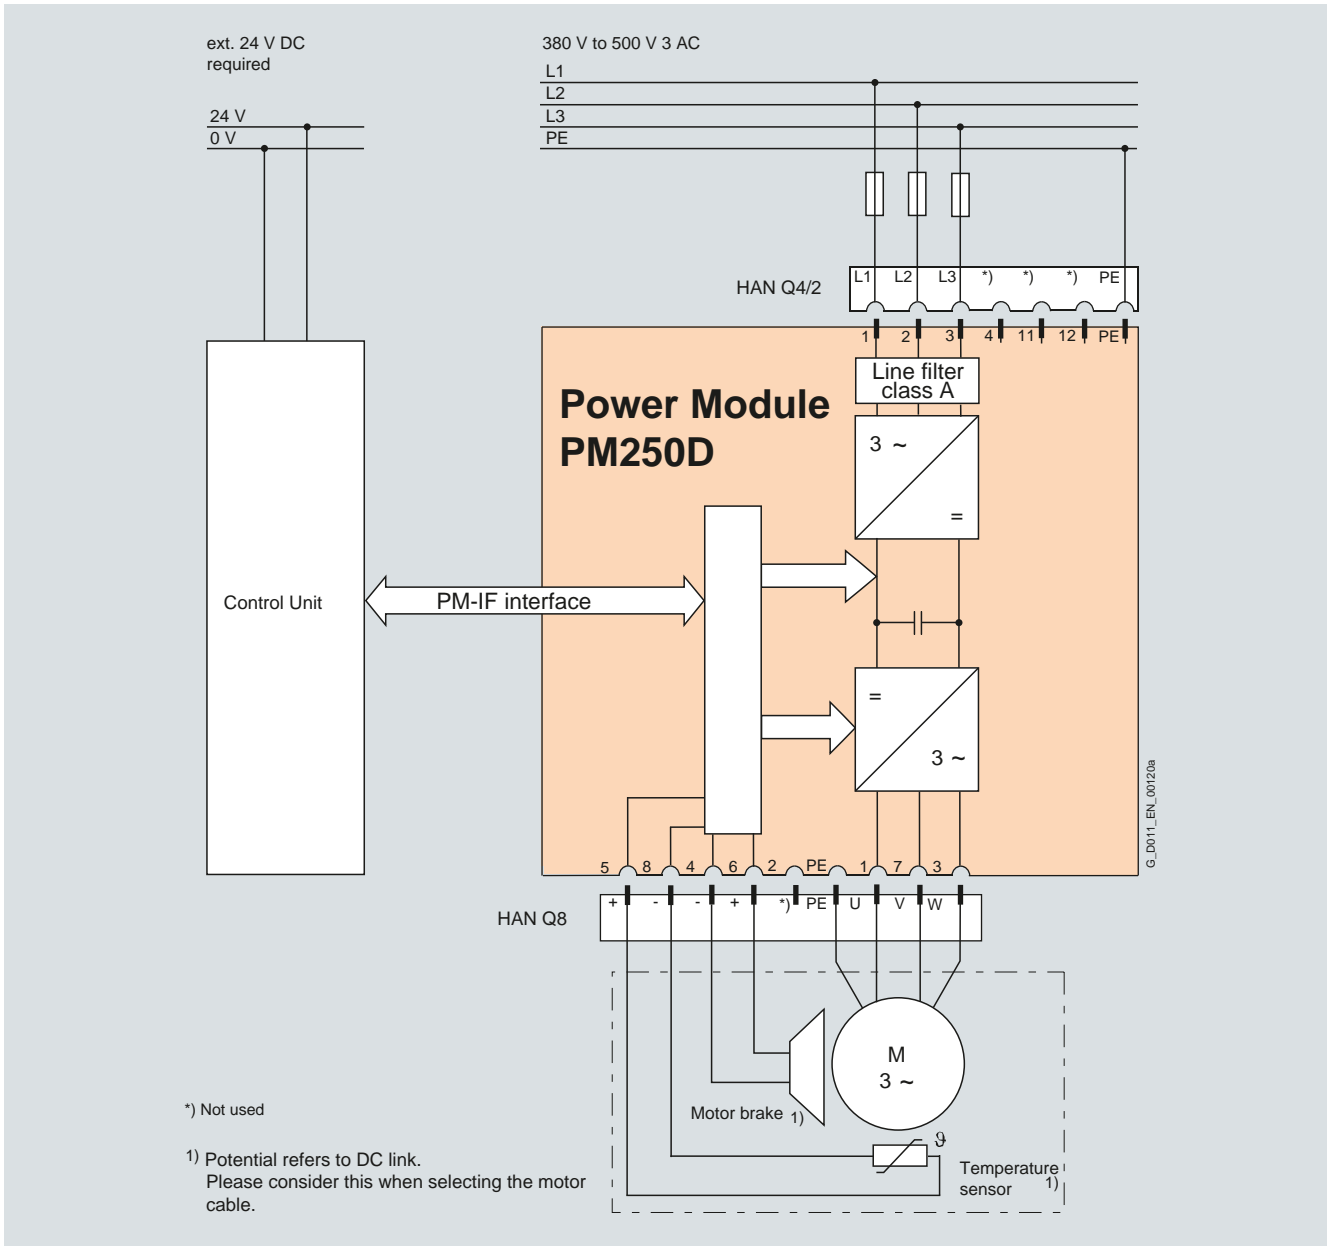 ext. 24 V DC
required
380 V to 500 V 3 AC
L1
L2
L3
PE
24 V
0 V
HAN Q4/2
L1 L2 L3 *) *) *) PE
1 2 3 4 11 12 PE
Line filter
class A
Power Module
PM250D
3 ~
=
Control Unit
PM-IF interface
=
3 ~
G_D011_EN_00120a
5 8 4 6 2 PE 1 7 3
HAN Q8
+ - - + *) PE U V W
M
3 ~
Motor brake 1)
ϑ
Temperature
sensor 1)
*) Not used
1) Potential refers to DC link.
Please consider this when selecting the motor
cable.